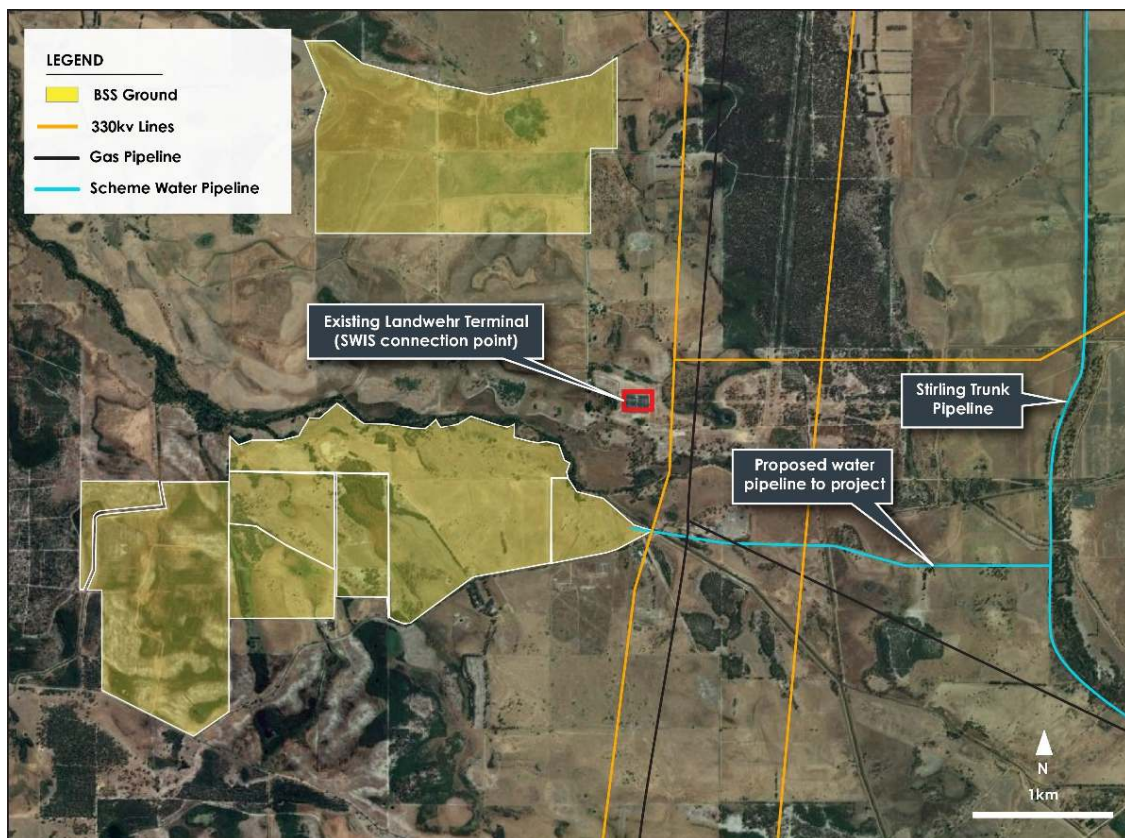 LEGEND
BSS Ground
330kv Lines
Gas Pipeline
Scheme Water Pipeline
Existing Landwehr Terminal
(SWIS connection point)
Stirling Trunk
Pipeline
Proposed water
pipeline to project
N
1km